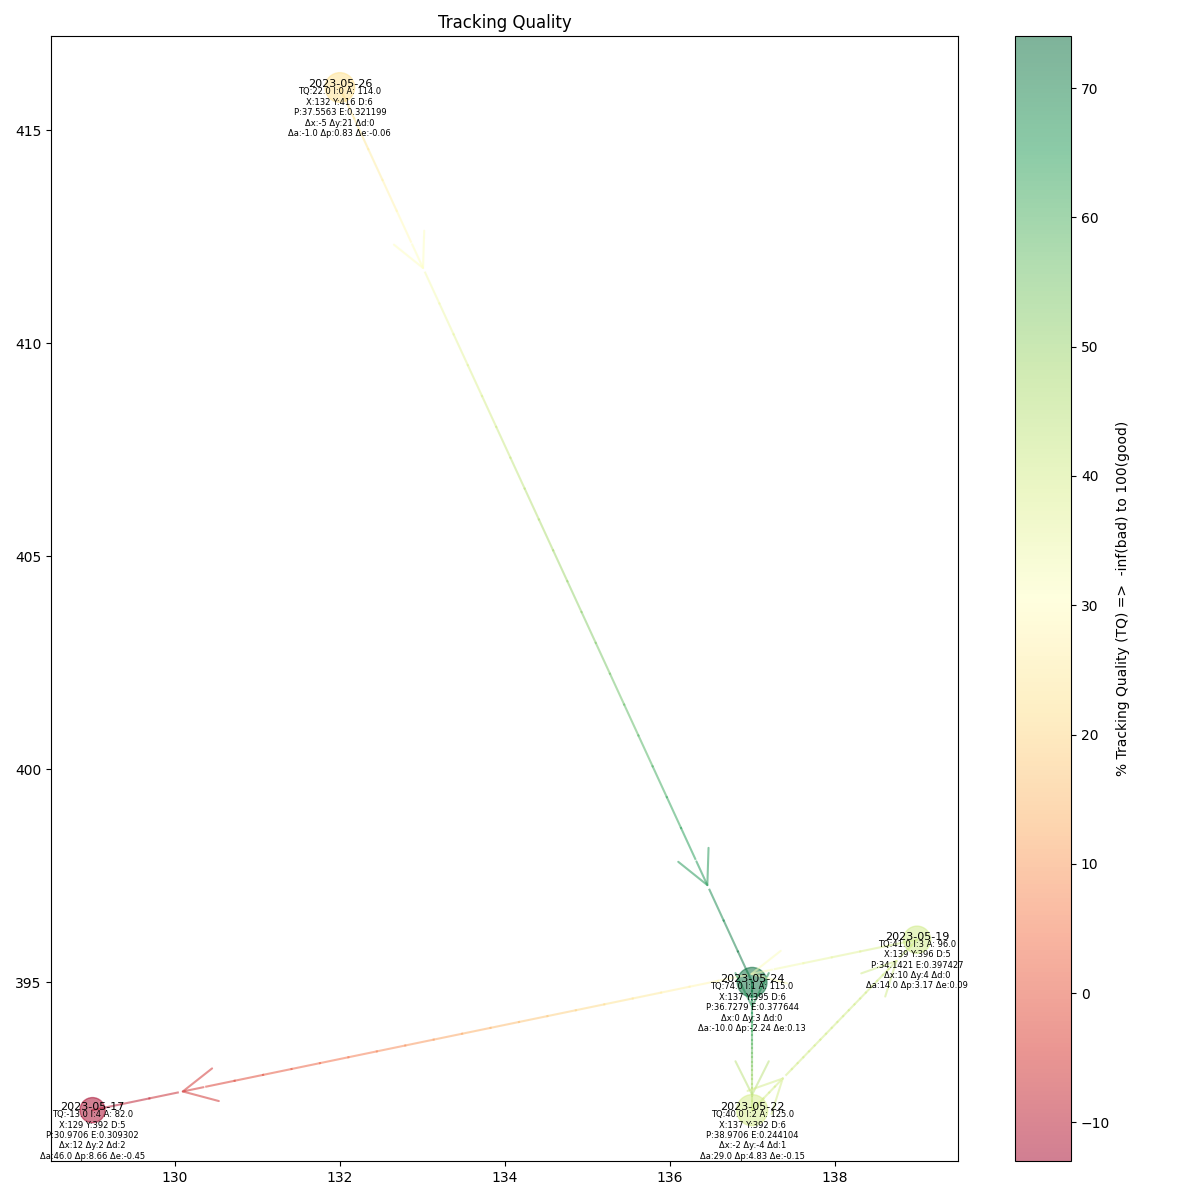 Tracking Quality
2023-05-26
TQ:22.0 I:0 A: 114.0
X:132 Y:416 D:6
P:37.5563 E:0.321199
Δx:-5 Δy:21 Δd:0
Δa:-1.0 Δp:0.83 Δe:-0.06
2023-05-19
TQ:41.0 I:3 A: 96.0
X:139 Y:396 D:5
P:34.1421 E:0.397427
Δx:10 Δy:4 Δd:0
Δa:14.0 Δp:3.17 Δe:0.09
2023-05-24
TQ:74.0 I:1 A: 115.0
X:137 Y:395 D:6
P:36.7279 E:0.377644
Δx:0 Δy:3 Δd:0
Δa:-10.0 Δp:-2.24 Δe:0.13
2023-05-17
TQ:-13.0 I:4 A: 82.0
X:129 Y:392 D:5
P:30.9706 E:0.309302
Δx:12 Δy:2 Δd:2
Δa:46.0 Δp:8.66 Δe:-0.45
2023-05-22
TQ:40.0 I:2 A: 125.0
X:137 Y:392 D:6
P:38.9706 E:0.244104
Δx:-2 Δy:-4 Δd:1
Δa:29.0 Δp:4.83 Δe:-0.15
415
410
405
400
395
130
132
134
136
138
70
60
50
40
30
20
10
0
−10
% Tracking Quality (TQ) => -inf(bad) to 100(good)